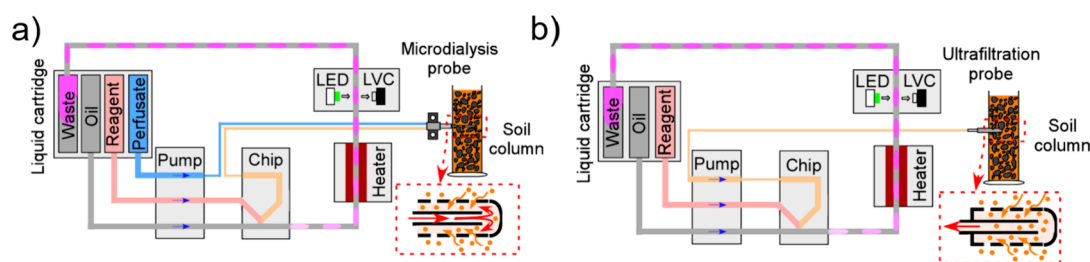 a)
Microdialysis
probe
LED
LVC
Liquid cartridge
Waste
Oil
Reagent
Perfusate
Pump
Chip
Heater
Soil
column
b)
Ultrafiltration
probe
LED
LVC
Liquid cartridge
Waste
Oil
Reagent
Pump
Chip
Heater
Soil
column